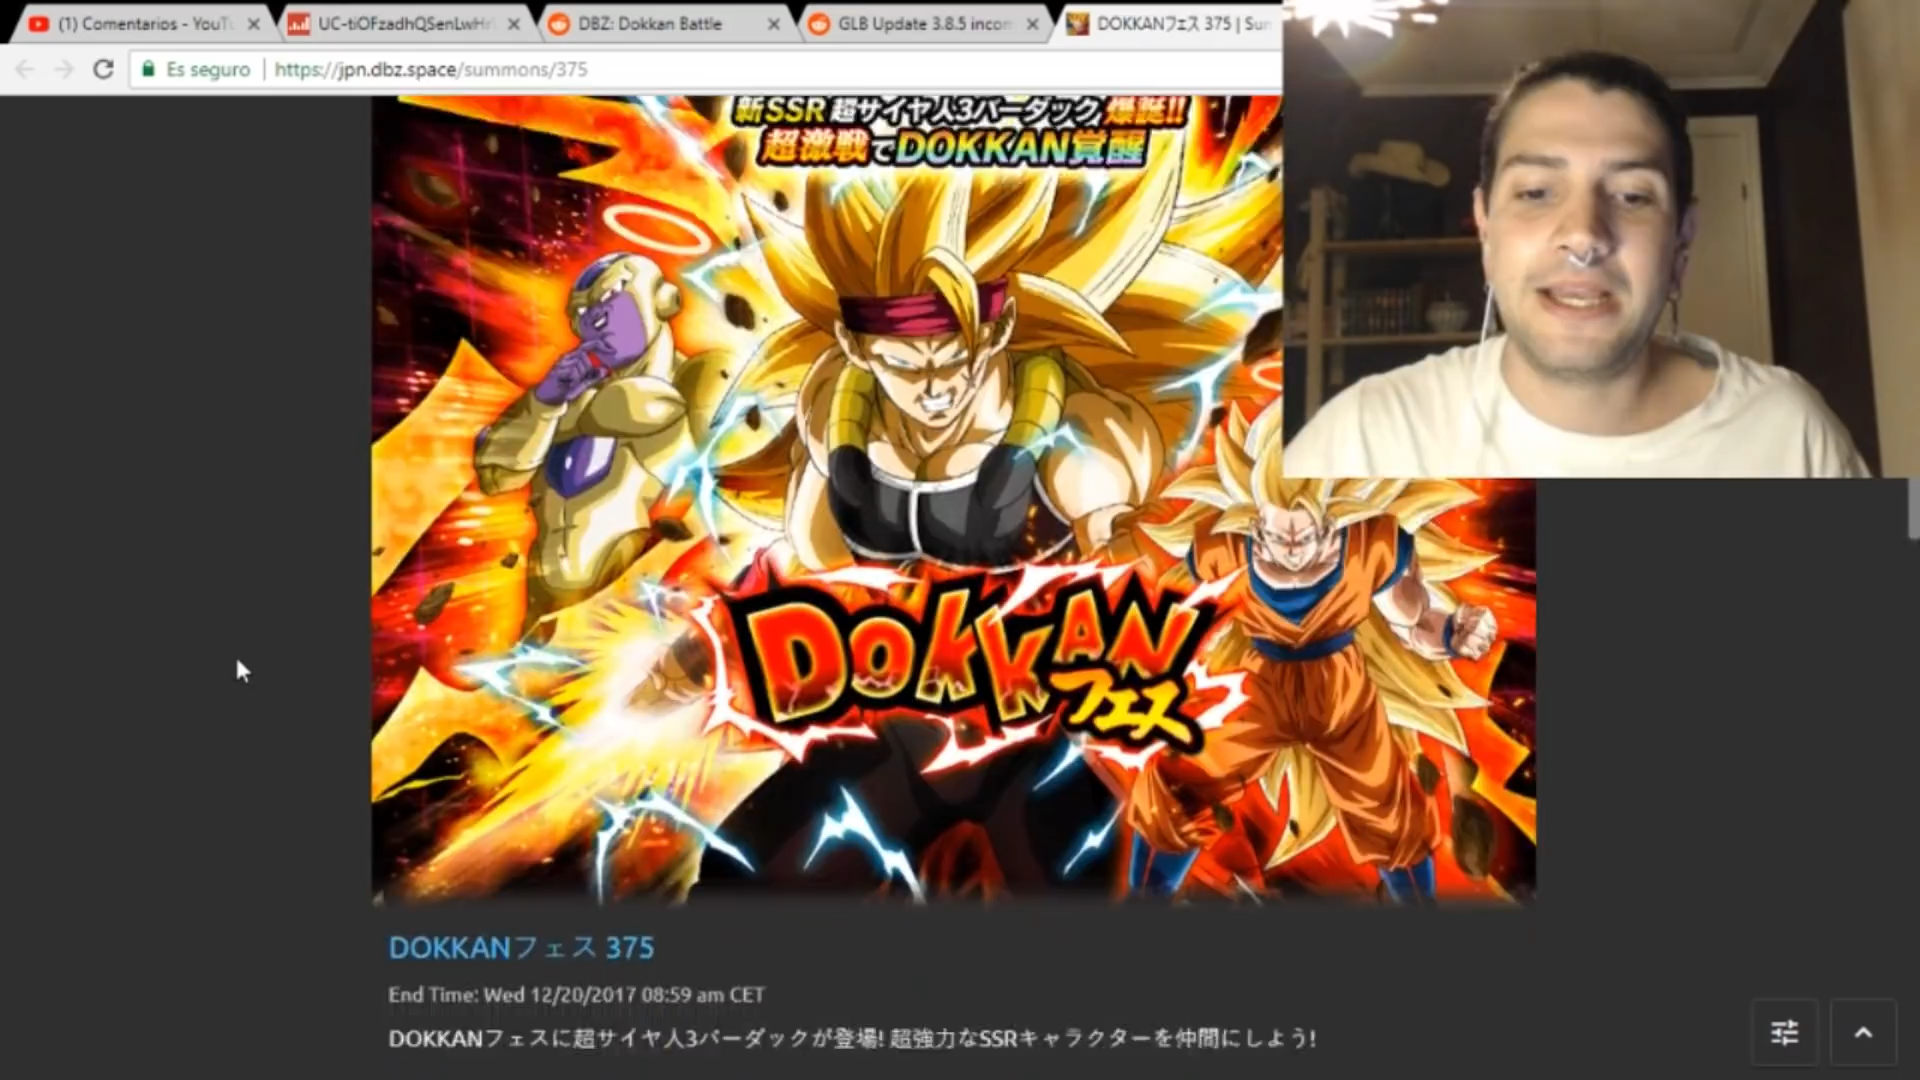 (1) Comentarios - YouT
UC-tiOFzadhQSenLwHr
DBZ: Dokkan Battle
GLB Update 3.8.5 incom
DOKKANフェス 375 | Sum
Es seguro
https://jpn.dbz.space/summons/375
新SSR 超サイヤ人3バーダック 爆誕!!
超激戦でDOKKAN覚醒
DOKKAN
フェス
DOKKANフェス 375
End Time: Wed 12/20/2017 08:59 am CET
DOKKANフェスに超サイヤ人3バーダックが登場! 超強力なSSRキャラクターを仲間にしよう!